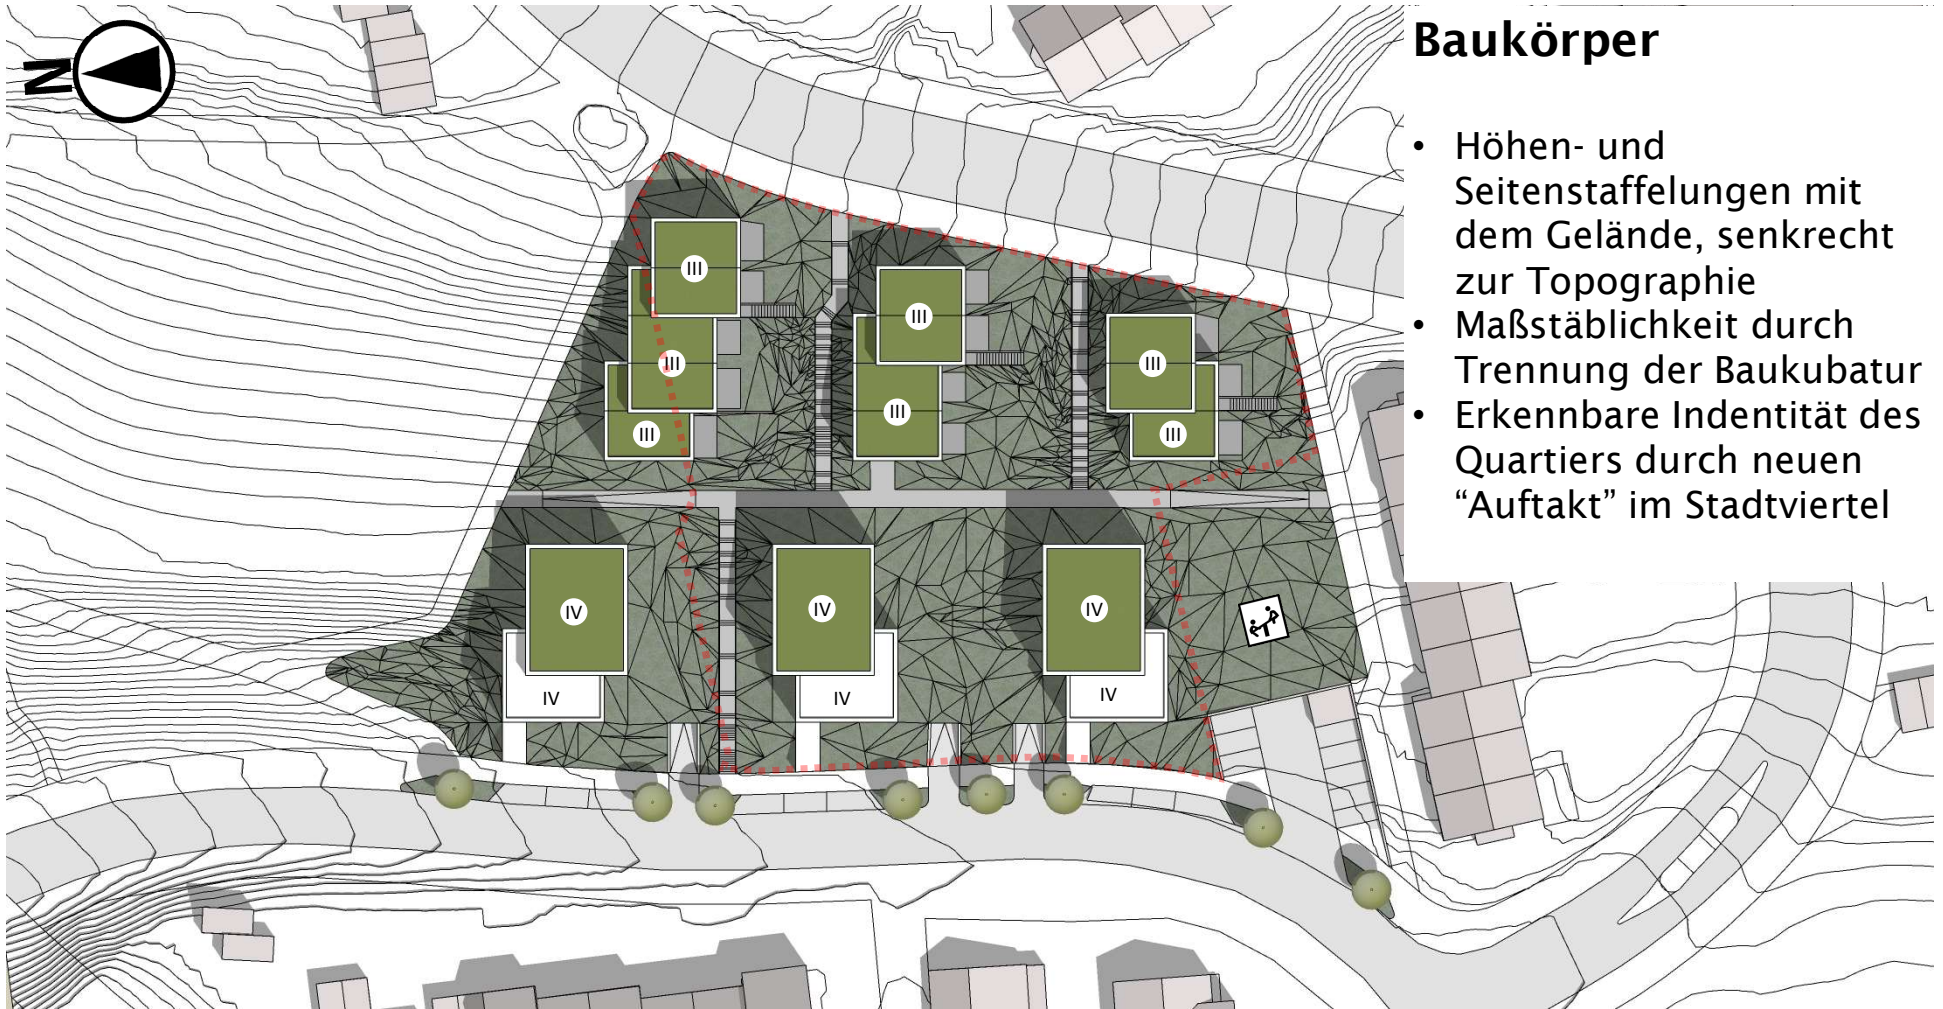 N
Baukörper
• Höhen- und
Seitenstaffelungen mit
dem Gelände, senkrecht
zur Topographie
• Maßstäblichkeit durch
Trennung der Baukubatur
• Erkennbare Indentität des
Quartiers durch neuen
“Auftakt” im Stadtviertel
III
III
III
III
III
III
III
IV
IV
IV
IV
IV
IV